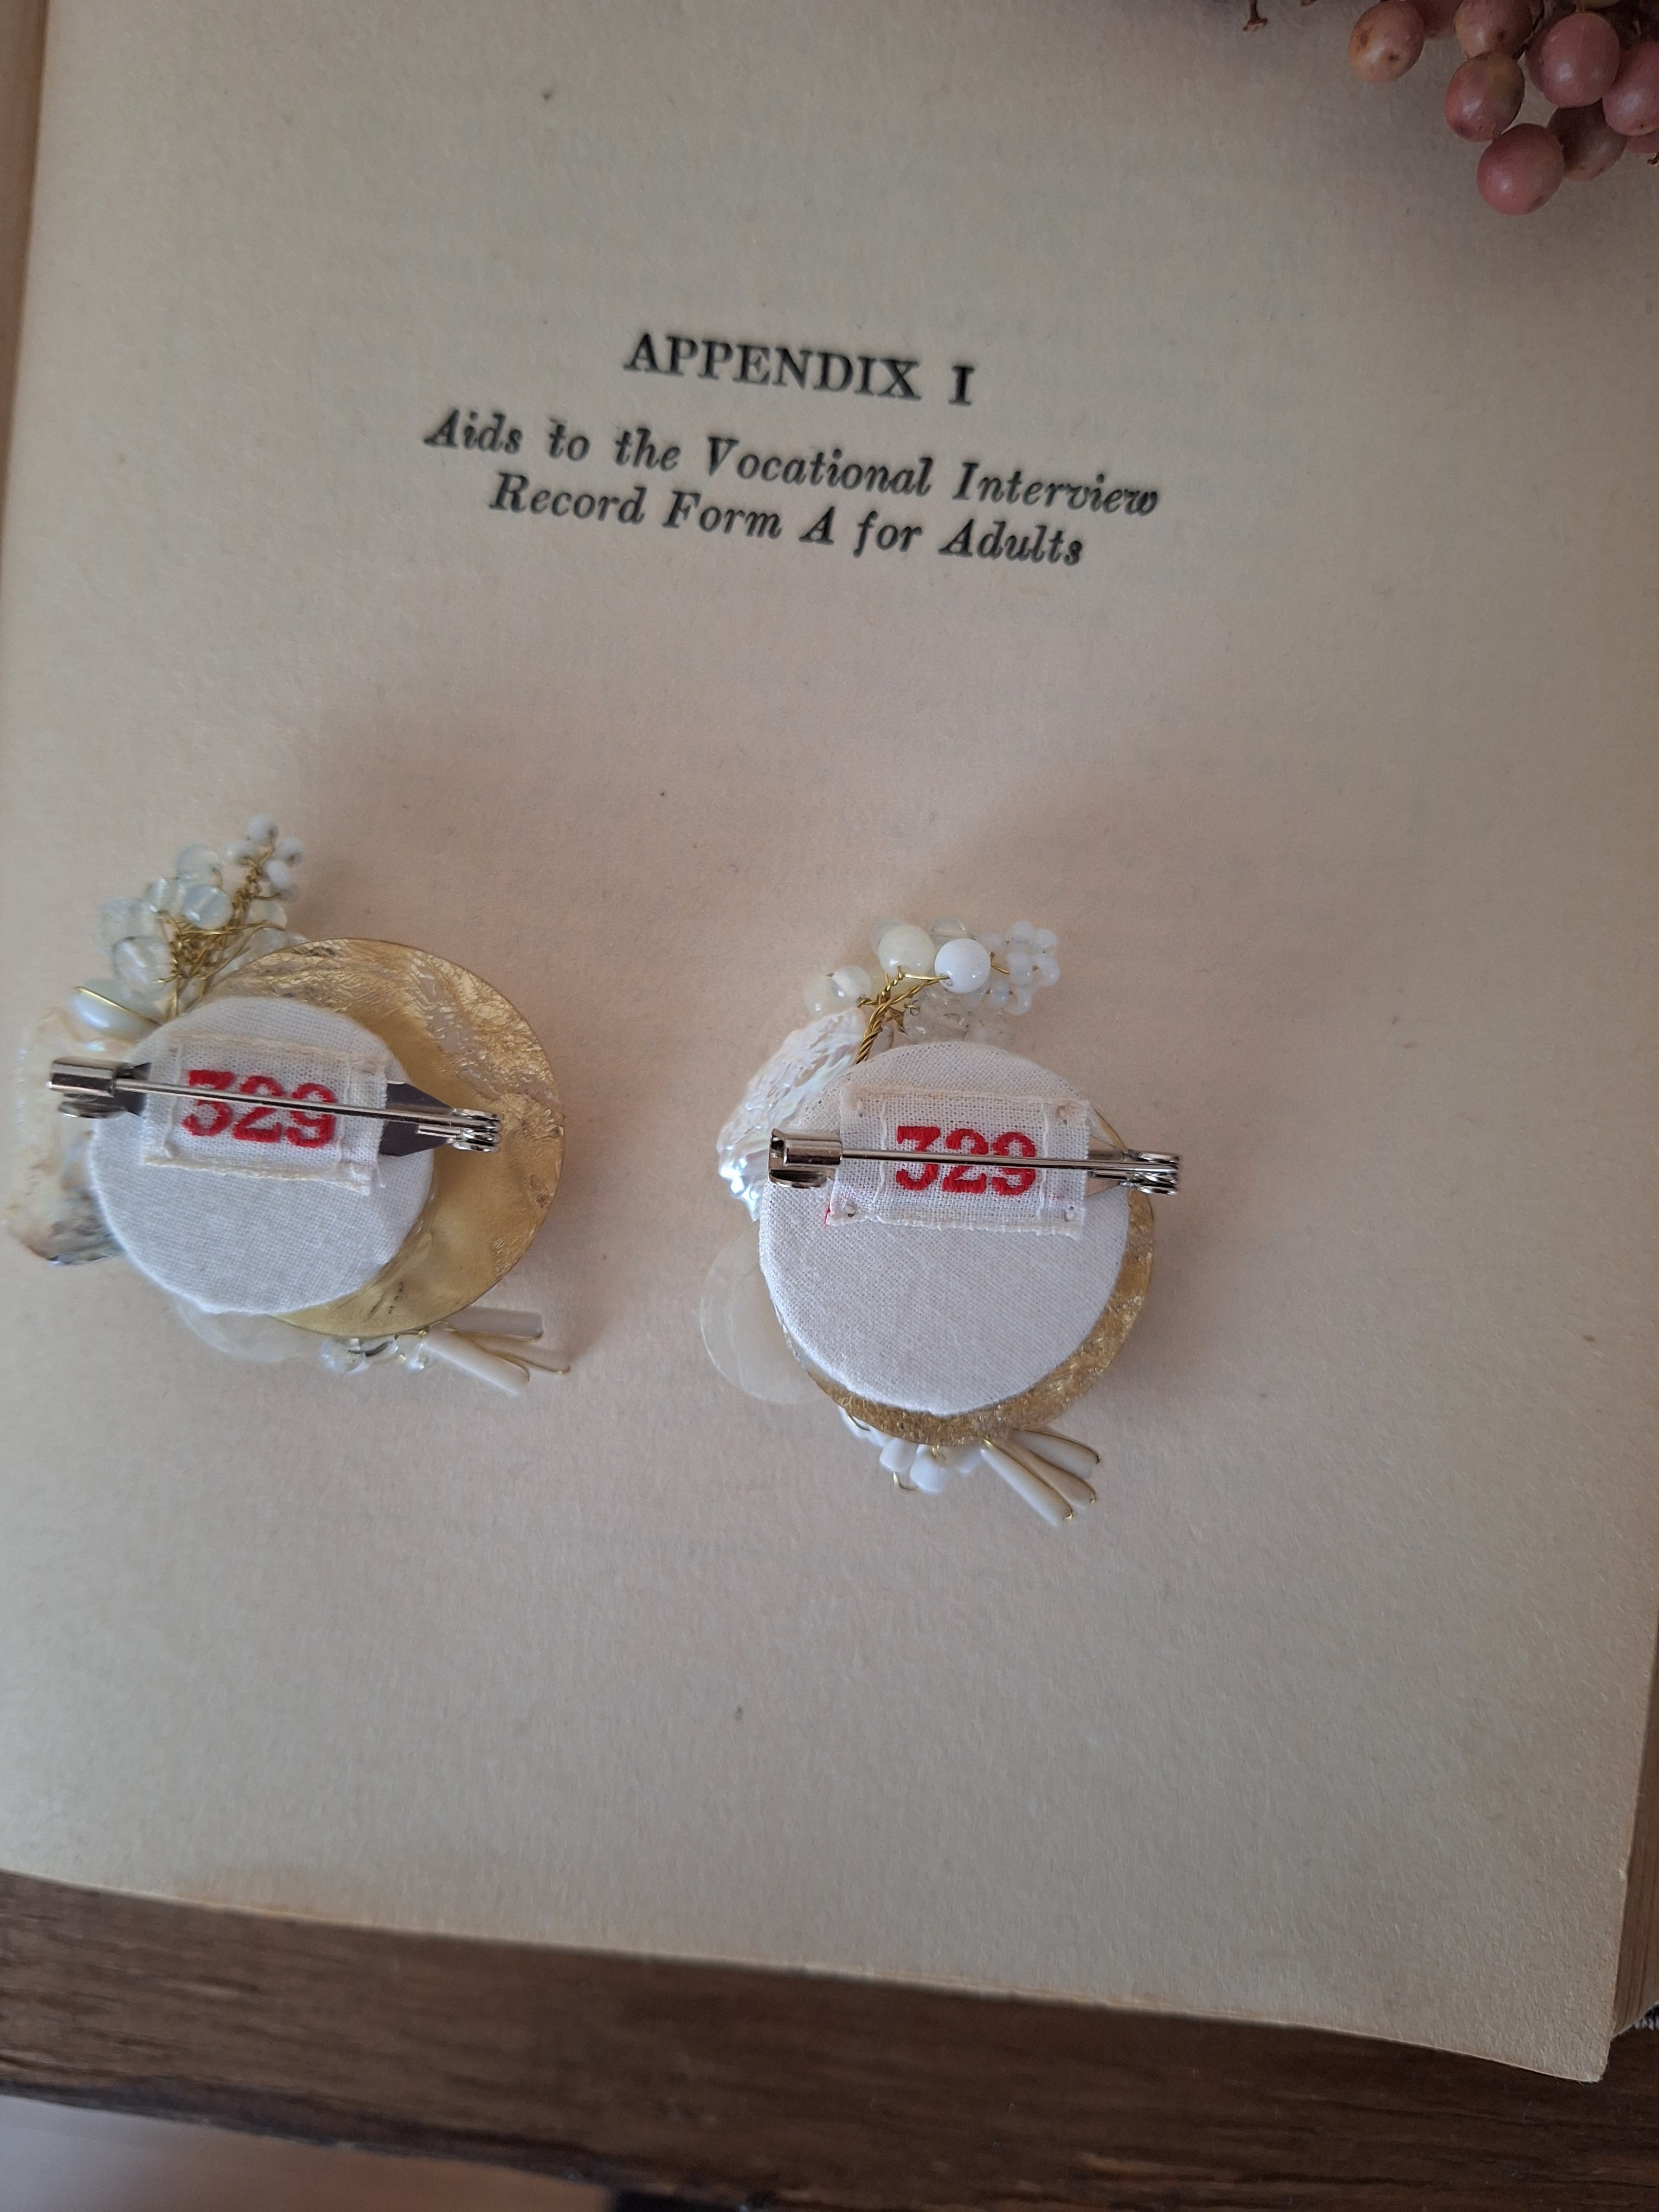 APPENDIX I
Aids to the Vocational Interview
Record Form A for Adults
329
329